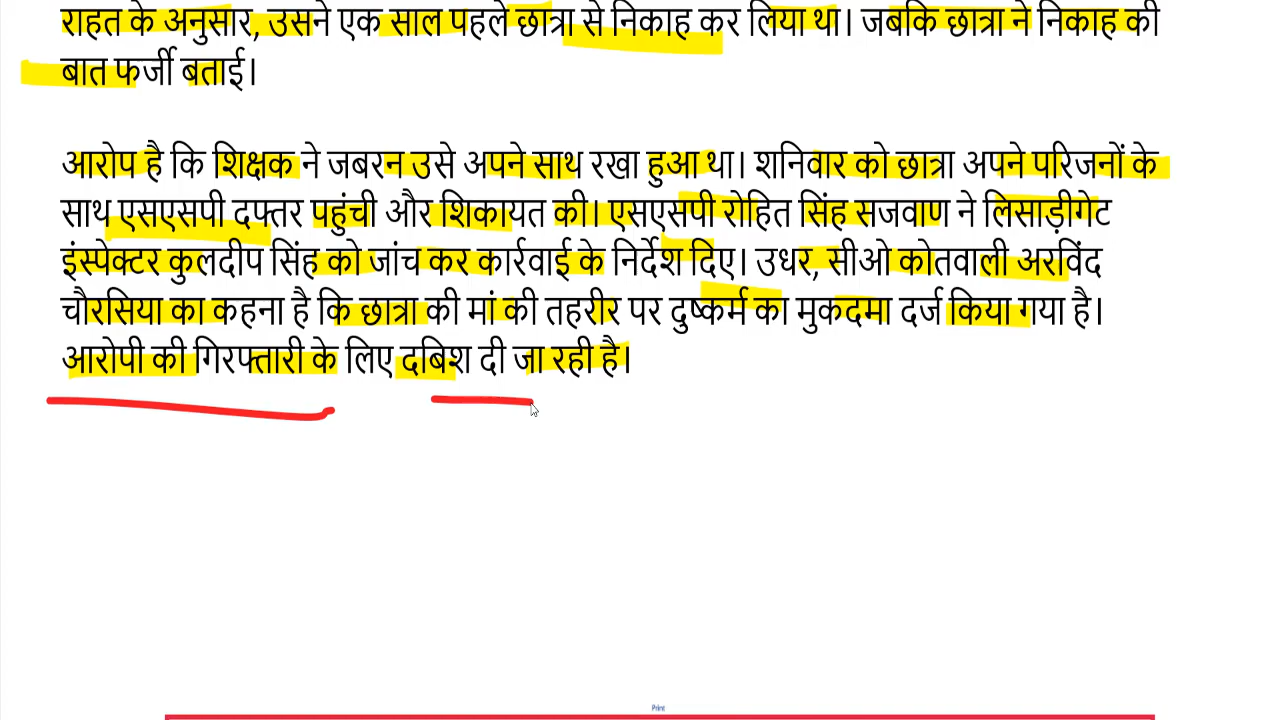 राहत के अनुसार, उसने एक साल पहले छात्रा से निकाह कर लिया था। जबकि छात्रा ने निकाह की
बात फर्जी बताई।
आरोप है कि शिक्षक ने जबरन उसे अपने साथ रखा हुआ था। शनिवार को छात्रा अपने परिजनों के
साथ एसएसपी दफ्तर पहुंची और शिकायत की। एसएसपी रोहित सिंह सजवाण ने लिसाड़ीगेट
इंस्पेक्टर कुलदीप सिंह को जांच कर कार्रवाई के निर्देश दिए। उधर, सीओ कोतवाली अरविंद
चौरसिया का कहना है कि छात्रा की मां की तहरीर पर दुष्कर्म का मुकदमा दर्ज किया गया है।
आरोपी की गिरफ्तारी के लिए दबिश दी जा रही है।
Print